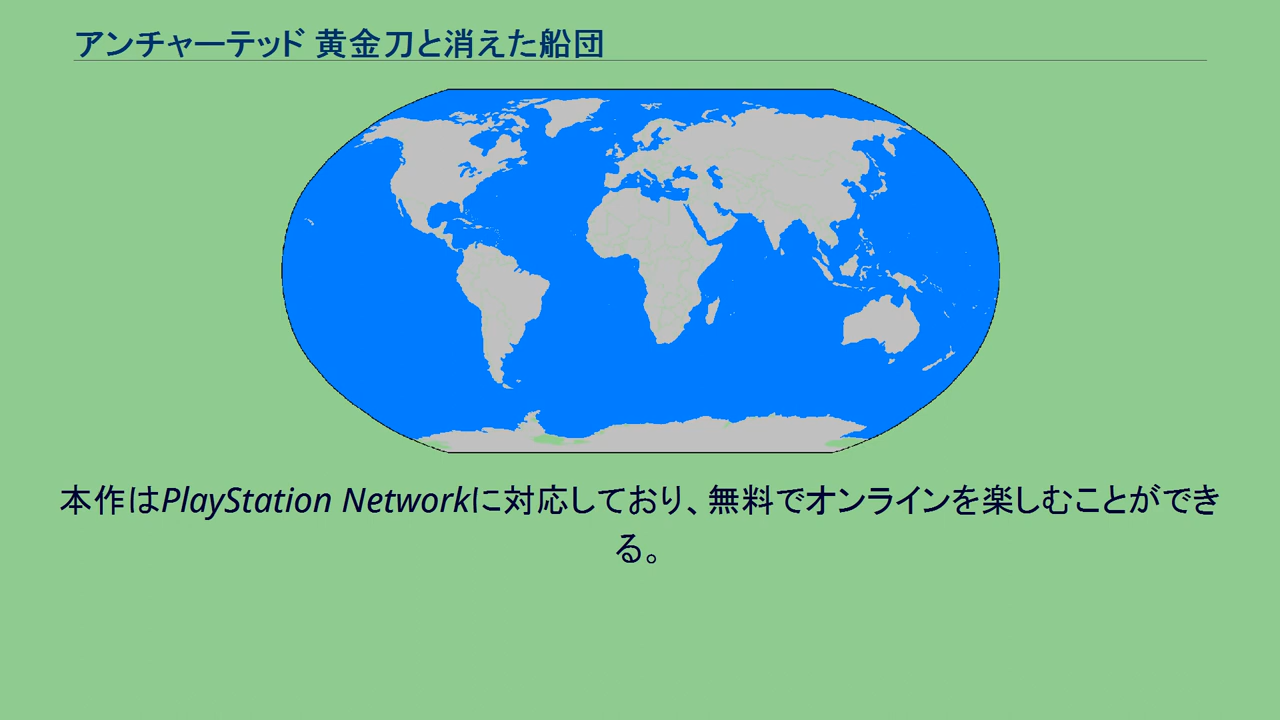 アンチャーテッド 黄金刀と消えた船団
本作はPlayStation Networkに対応しており、無料でオンラインを楽しむことができ
る。